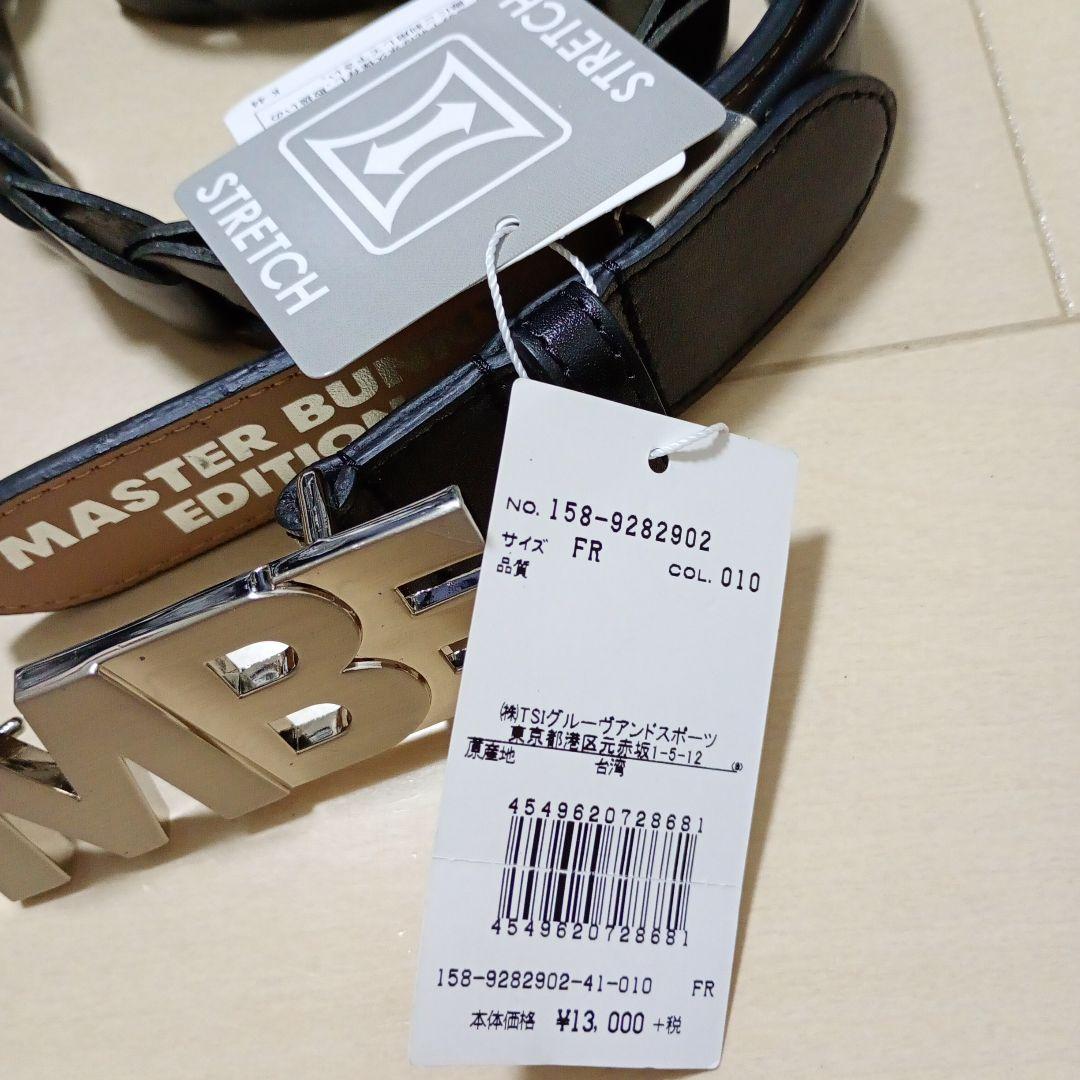 STRETCH
STRETCH
MASTER BUN
EDITION
MBE
NO. 158-9282902
サイズ FR COL. 010
品質
(株)TSIグルーヴアンドスポーツ
東京都港区元赤坂1-5-12
原産地 台湾
4549620728681
4549620728681
158-9282902-41-010 FR
本体価格 ¥13,000 +税